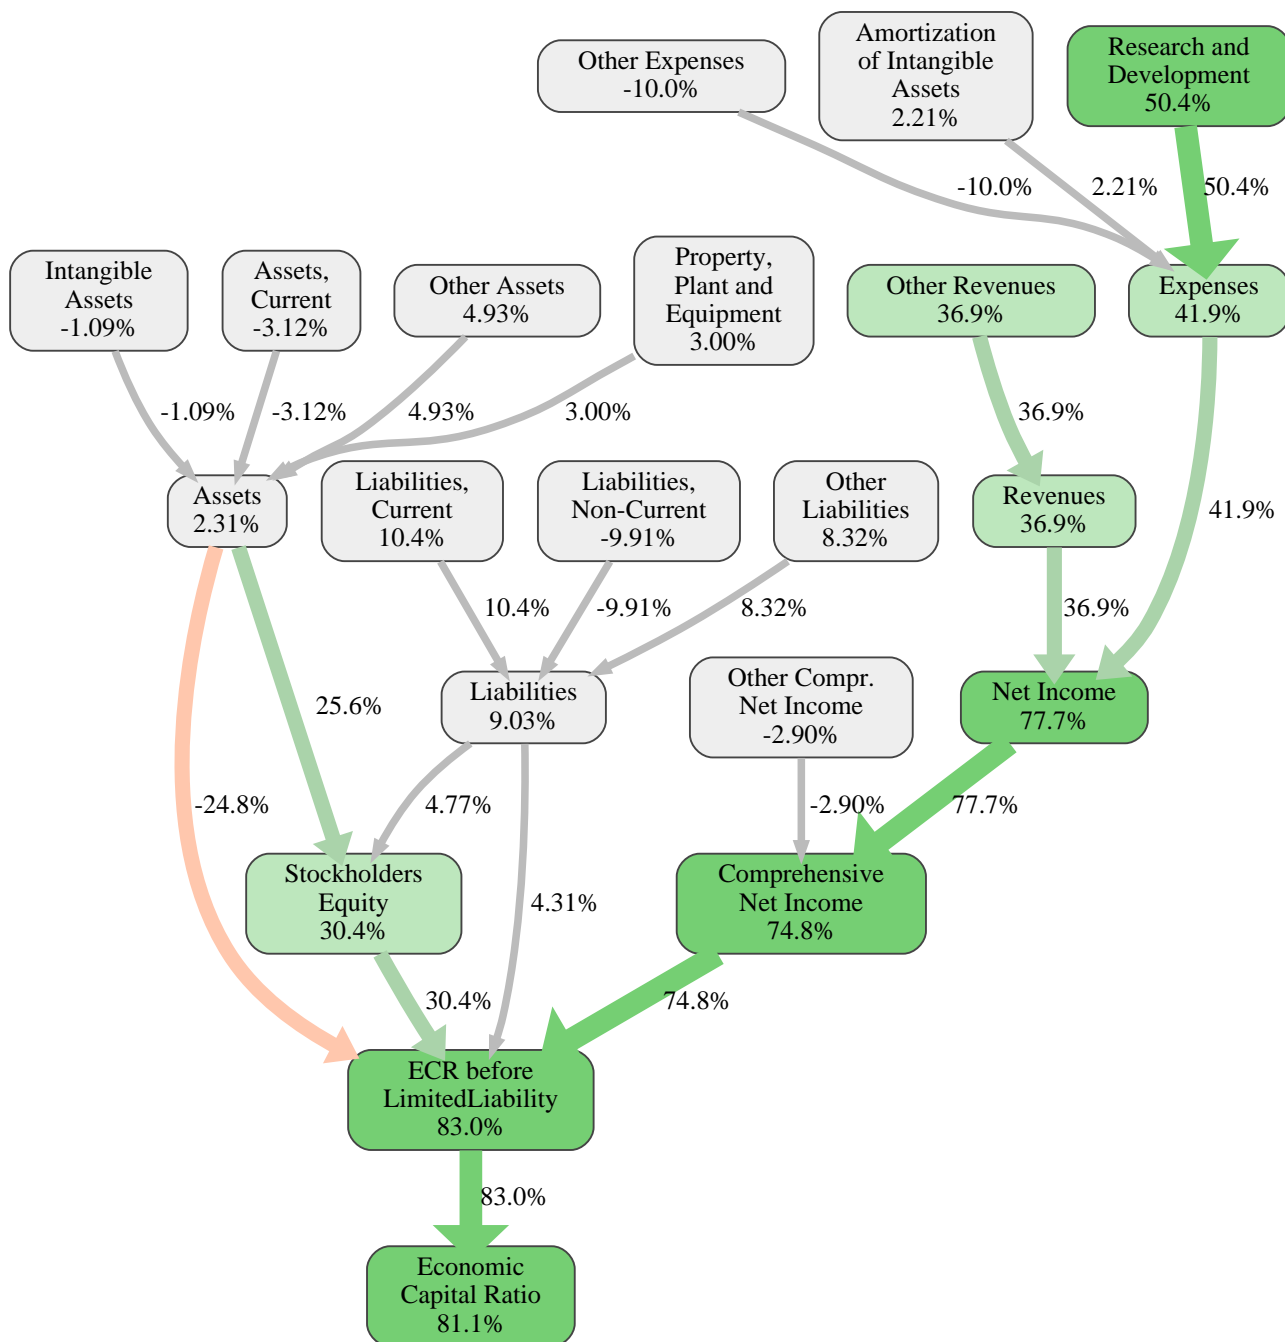 Other Expenses
-10.0%
Amortization
of Intangible
Assets
2.21%
Research and
Development
50.4%
-10.0%
2.21%
50.4%
Intangible
Assets
-1.09%
Assets,
Current
-3.12%
Other Assets
4.93%
Property,
Plant and
Equipment
3.00%
Other Revenues
36.9%
Expenses
41.9%
-1.09%
-3.12%
4.93%
3.00%
36.9%
Assets
2.31%
Liabilities,
Current
10.4%
Liabilities,
Non-Current
-9.91%
Other
Liabilities
8.32%
Revenues
36.9%
41.9%
10.4%
-9.91%
8.32%
36.9%
25.6%
Liabilities
9.03%
Other Compr.
Net Income
-2.90%
Net Income
77.7%
-24.8%
4.77%
-2.90%
77.7%
Stockholders
Equity
30.4%
4.31%
Comprehensive
Net Income
74.8%
30.4%
74.8%
ECR before
LimitedLiability
83.0%
83.0%
Economic
Capital Ratio
81.1%